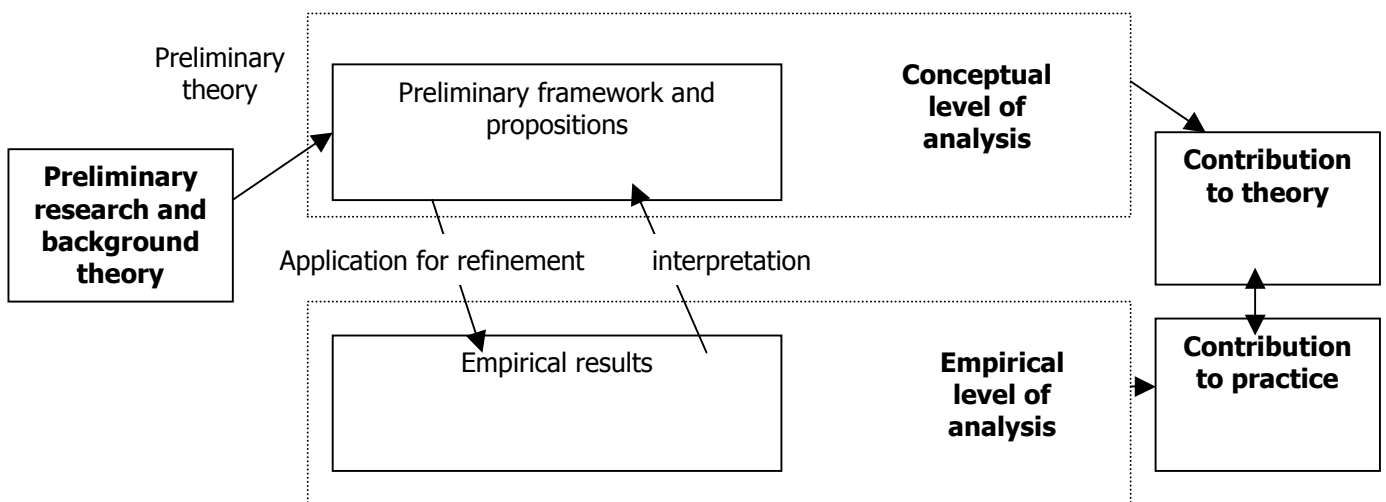 Preliminary
theory
Preliminary framework and
propositions
Conceptual
level of
analysis
Preliminary
research and
background
theory
Contribution
to theory
Application for refinement
interpretation
Empirical results
Empirical
level of
analysis
Contribution
to practice